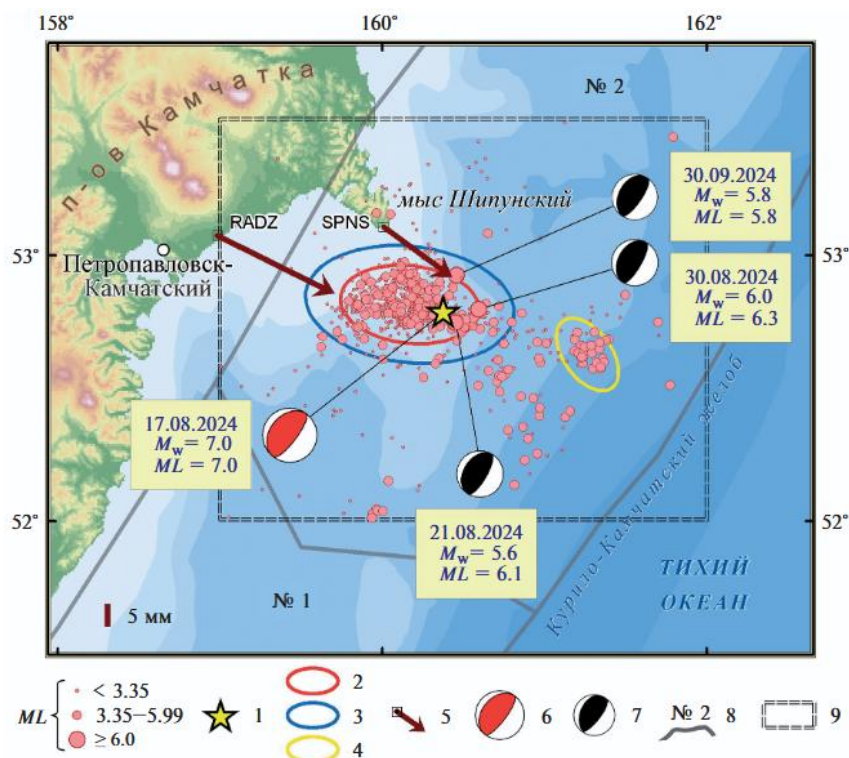 158°
160°
162°
п-ов Камчатка
№ 2
30.09.2024
Mw = 5.8
ML = 5.8
мыс Шипунский
RADZ
SPNS
53°
53°
Петропавловск-
Камчатский
30.08.2024
Mw = 6.0
ML = 6.3
17.08.2024
Mw = 7.0
ML = 7.0
Курило-Камчатский желоб
52°
52°
21.08.2024
Mw = 5.6
ML = 6.1
ТИХИЙ
ОКЕАН
№ 1
5 мм
ML
< 3.35
3.35–5.99
≥ 6.0
1
2
3
4
5
6
7
№ 2
8
9